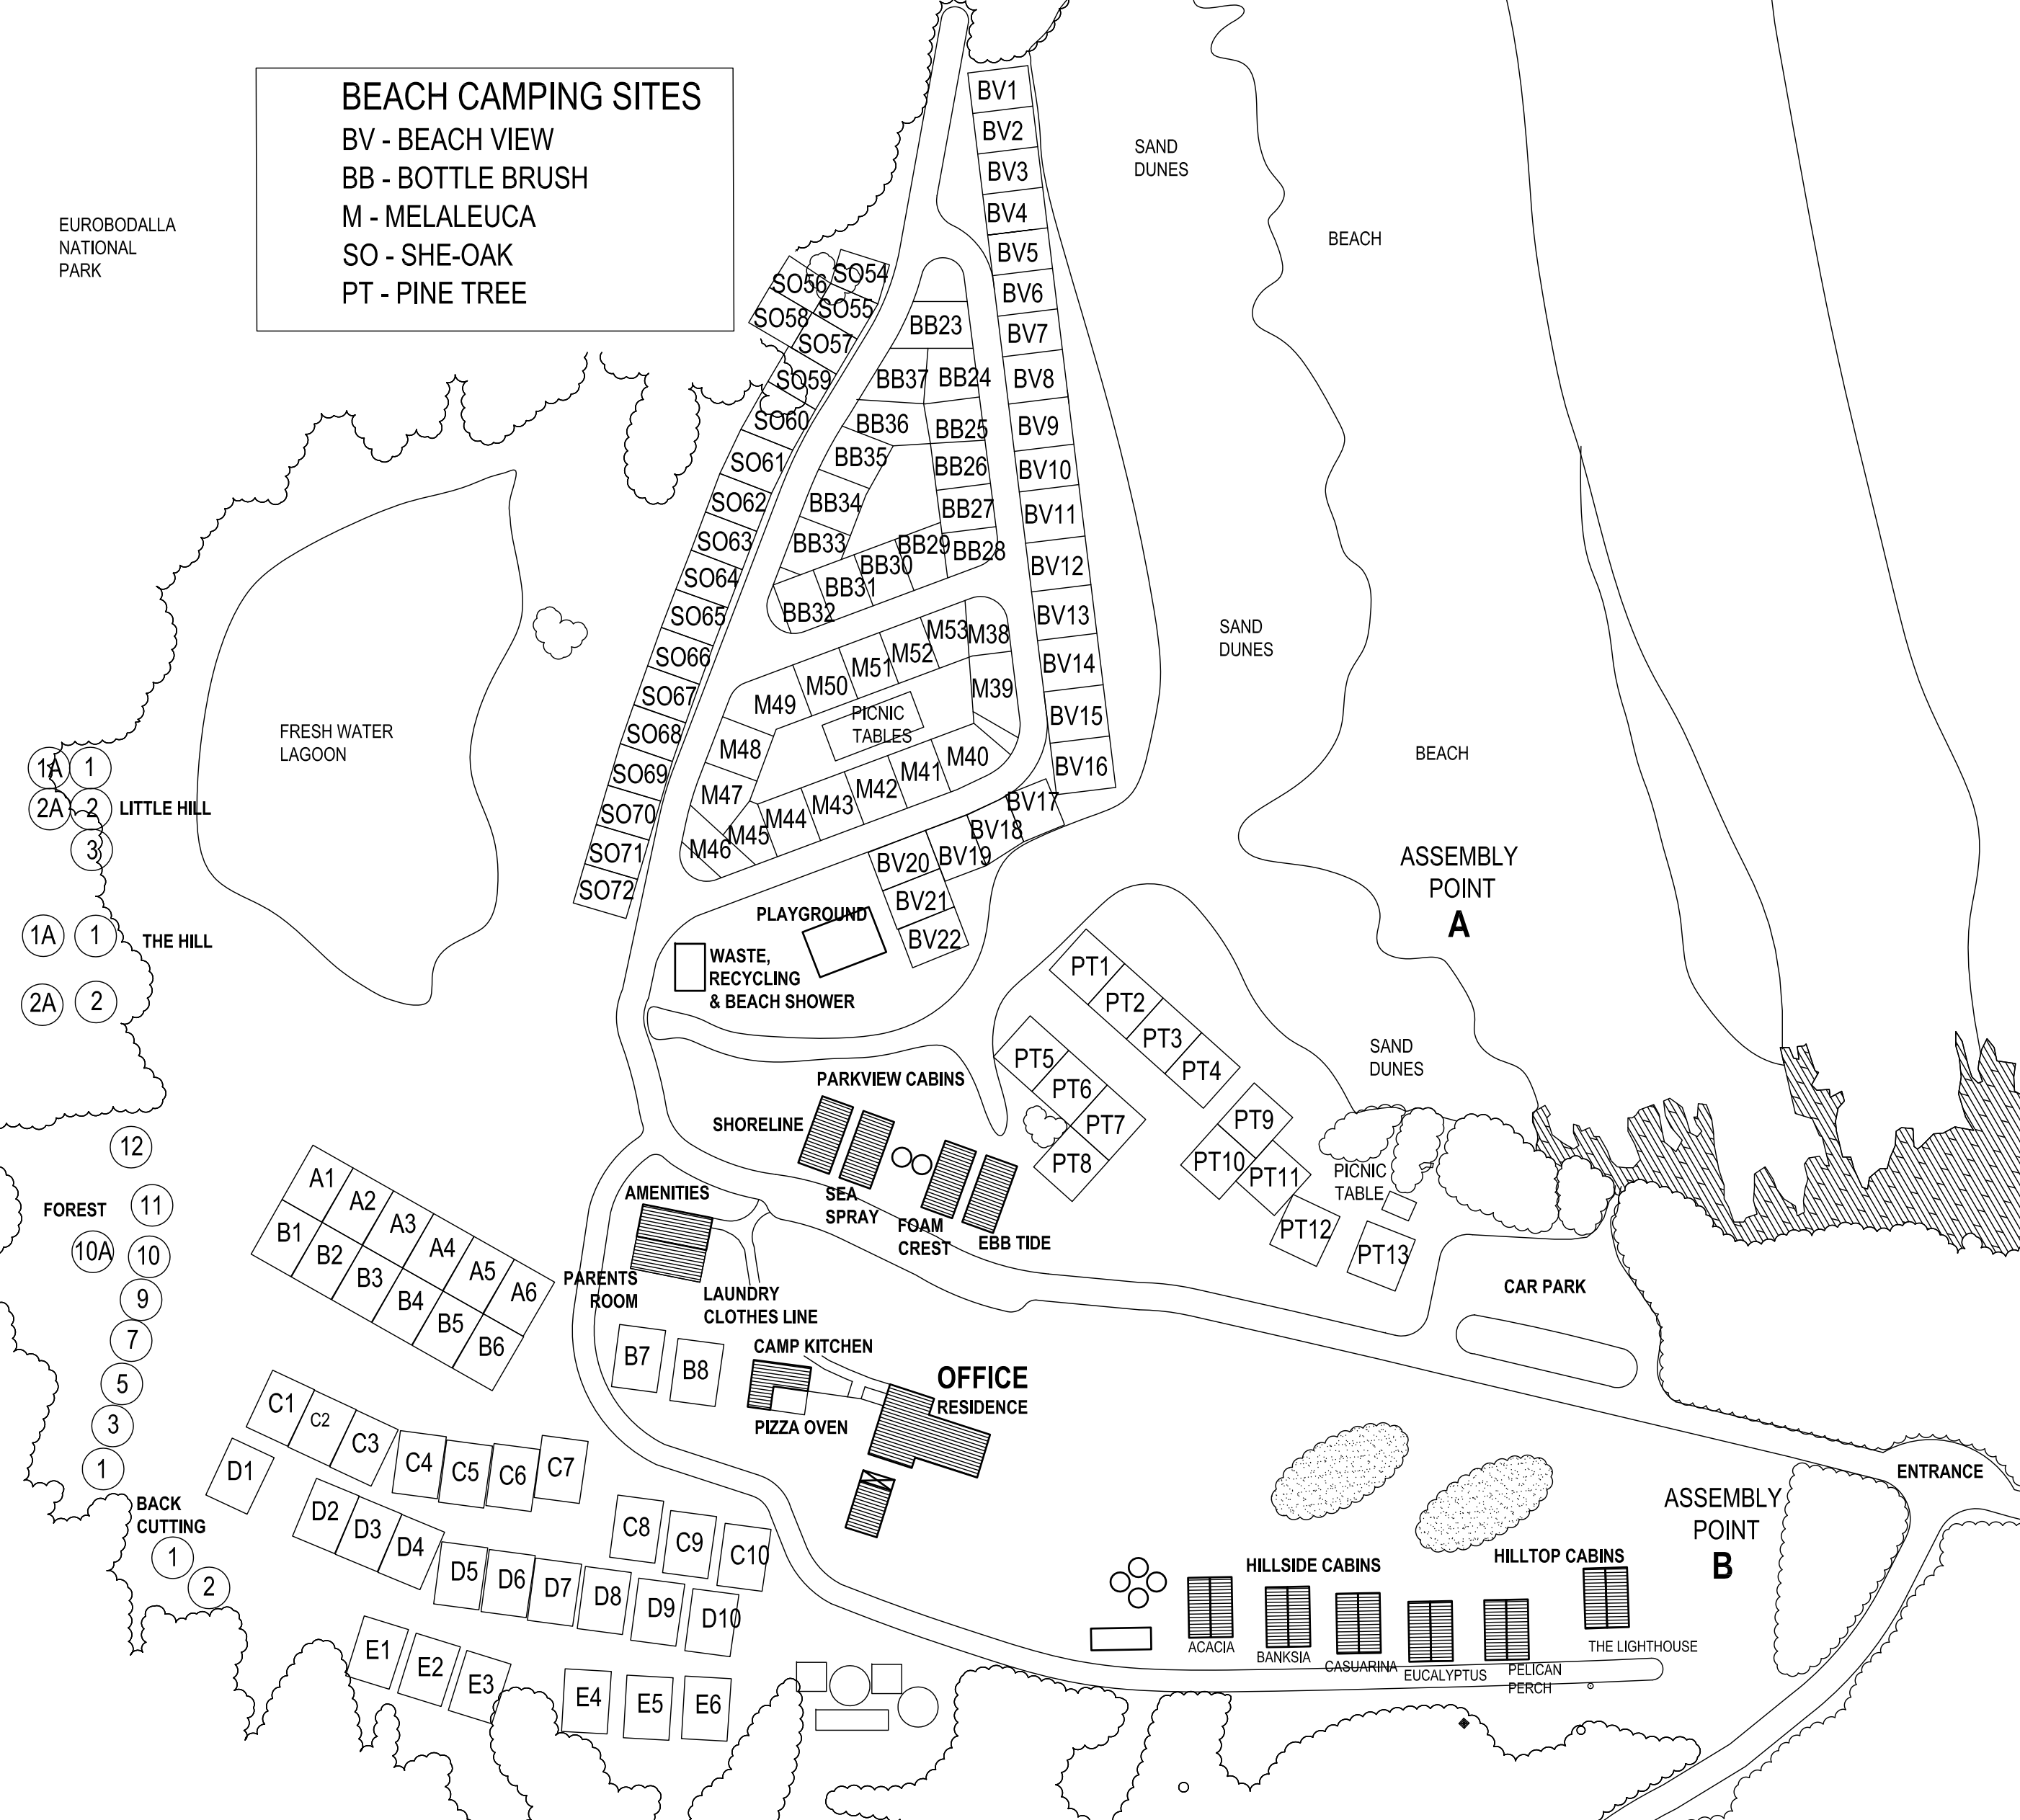 BEACH CAMPING SITES
BV - BEACH VIEW
BB - BOTTLE BRUSH
M - MELALEUCA
SO - SHE-OAK
PT - PINE TREE
EUROBODALLA
NATIONAL
PARK
SAND
DUNES
BEACH
BV1
BV2
BV3
BV4
BV5
BV6
BV7
BV8
BV9
BV10
BV11
BV12
BV13
BV14
BV15
BV16
BV17
BV18
BV19
BV20
BV21
BV22
SO54
SO56
SO55
SO58
SO57
SO59
SO60
SO61
SO62
SO63
SO64
SO65
SO66
SO67
SO68
SO69
SO70
SO71
SO72
BB23
BB37
BB24
BB36
BB25
BB35
BB26
BB34
BB27
BB33
BB29
BB28
BB30
BB31
BB32
M53
M38
M52
M51
M50
M49
M39
PICNIC
TABLES
M48
M40
M41
M42
M47
M43
M44
M45
M46
SAND
DUNES
BEACH
FRESH WATER
LAGOON
1A
1
2A
2
LITTLE HILL
3
1A
1
THE HILL
2A
2
ASSEMBLY
POINT
A
PLAYGROUND
WASTE,
RECYCLING
& BEACH SHOWER
PT1
PT2
PT3
PT4
PT5
PT6
PT7
PT8
PT9
PT10
PT11
PT12
PT13
SAND
DUNES
PICNIC
TABLE
PARKVIEW CABINS
SHORELINE
SEA
SPRAY
FOAM
CREST
EBB TIDE
AMENITIES
PARENTS
ROOM
LAUNDRY
CLOTHES LINE
CAR PARK
12
11
FOREST
10A
10
9
7
5
3
1
BACK
CUTTING
1
2
A1
A2
A3
A4
A5
A6
B1
B2
B3
B4
B5
B6
B7
B8
CAMP KITCHEN
PIZZA OVEN
OFFICE
RESIDENCE
C1
C2
C3
C4
C5
C6
C7
C8
C9
C10
D1
D2
D3
D4
D5
D6
D7
D8
D9
D10
E1
E2
E3
E4
E5
E6
ENTRANCE
ASSEMBLY
POINT
B
HILLSIDE CABINS
HILLTOP CABINS
ACACIA
BANKSIA
CASUARINA
EUCALYPTUS
PELICAN
PERCH
THE LIGHTHOUSE